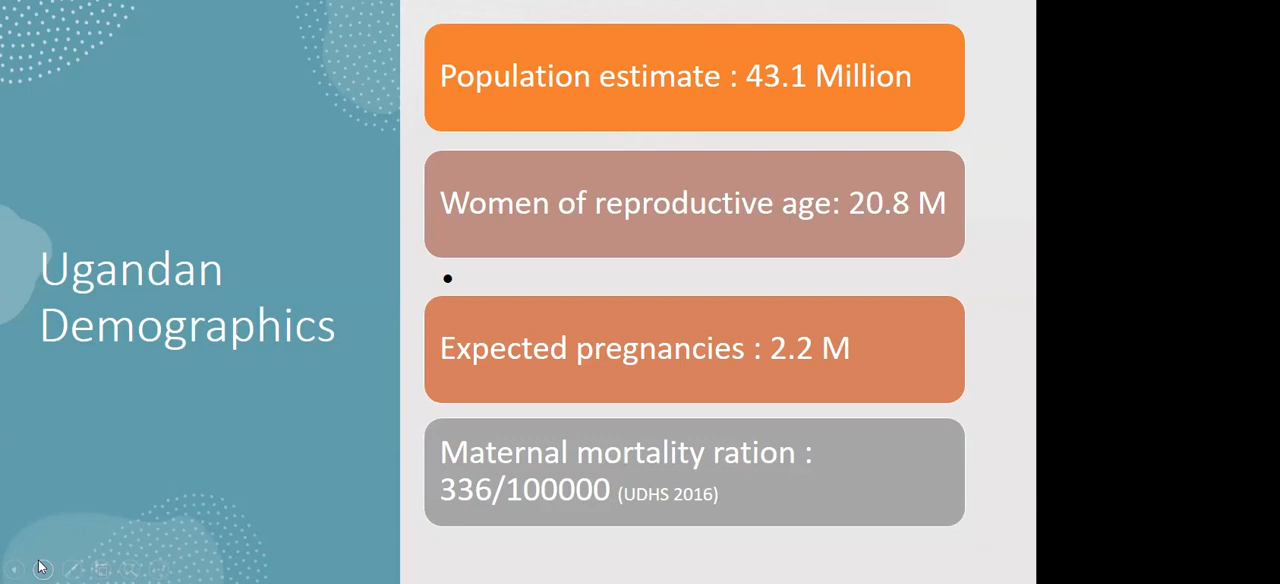 Ugandan
Demographics
Population estimate : 43.1 Million
Women of reproductive age: 20.8 M
•
Expected pregnancies : 2.2 M
Maternal mortality ration :
336/100000 (UDHS 2016)